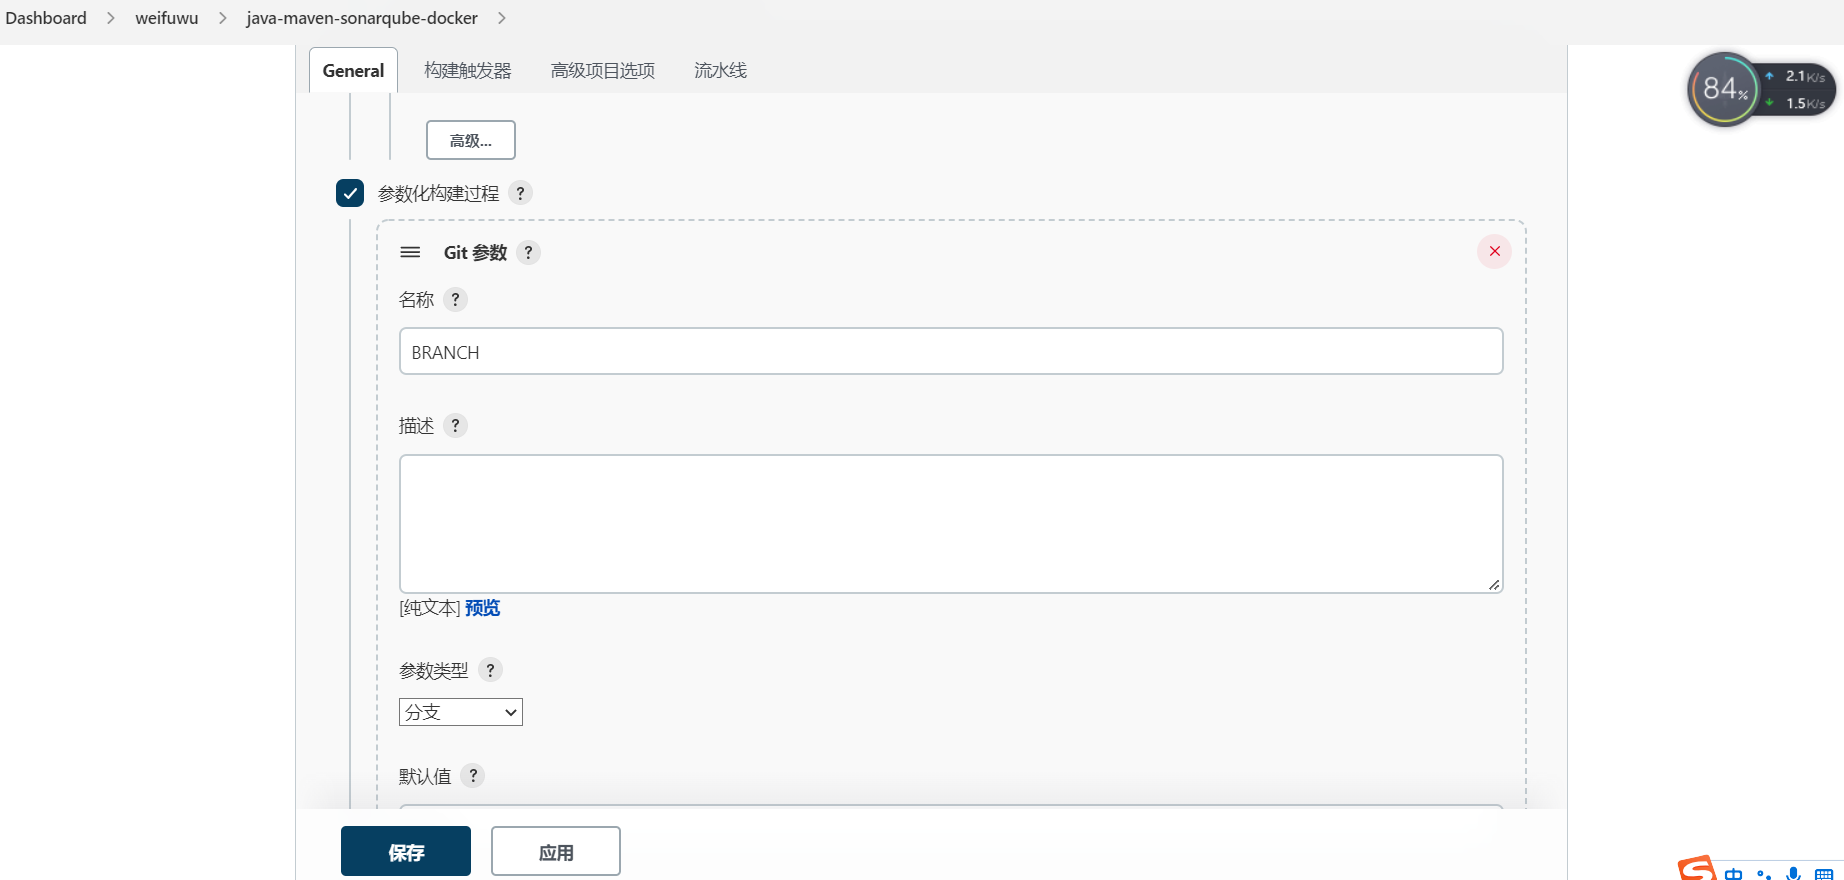 Dashboard
weifuwu
java-maven-sonarqube-docker
General
构建触发器
高级项目选项
流水线
84%
2.1K/s
1.5K/s
高级...
参数化构建过程 ?
Git 参数 ?
名称 ?
BRANCH
描述 ?
[纯文本] 预览
参数类型 ?
分支
默认值 ?
保存
应用
中